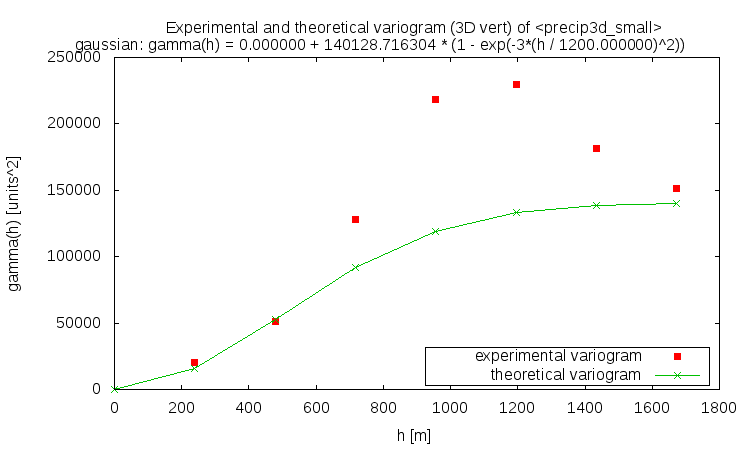 Experimental and theoretical variogram (3D vert) of <precip3d_small>
gaussian: gamma(h) = 0.000000 + 140128.716304 * (1 - exp(-3*(h / 1200.000000)^2))
250000
200000
150000
100000
50000
0
gamma(h) [units^2]
experimental variogram
theoretical variogram
0 200 400 600 800 1000 1200 1400 1600 1800
h [m]